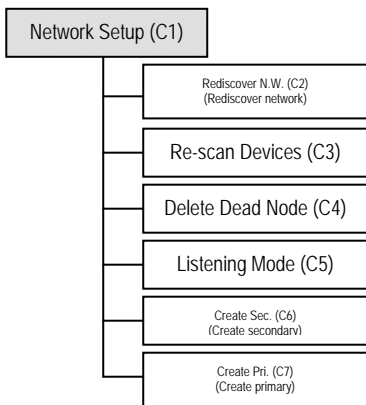 Network Setup (C1)
Rediscover N.W. (C2)
(Rediscover network)
Re-scan Devices (C3)
Delete Dead Node (C4)
Listening Mode (C5)
Create Sec. (C6)
(Create secondary)
Create Pri. (C7)
(Create primary)